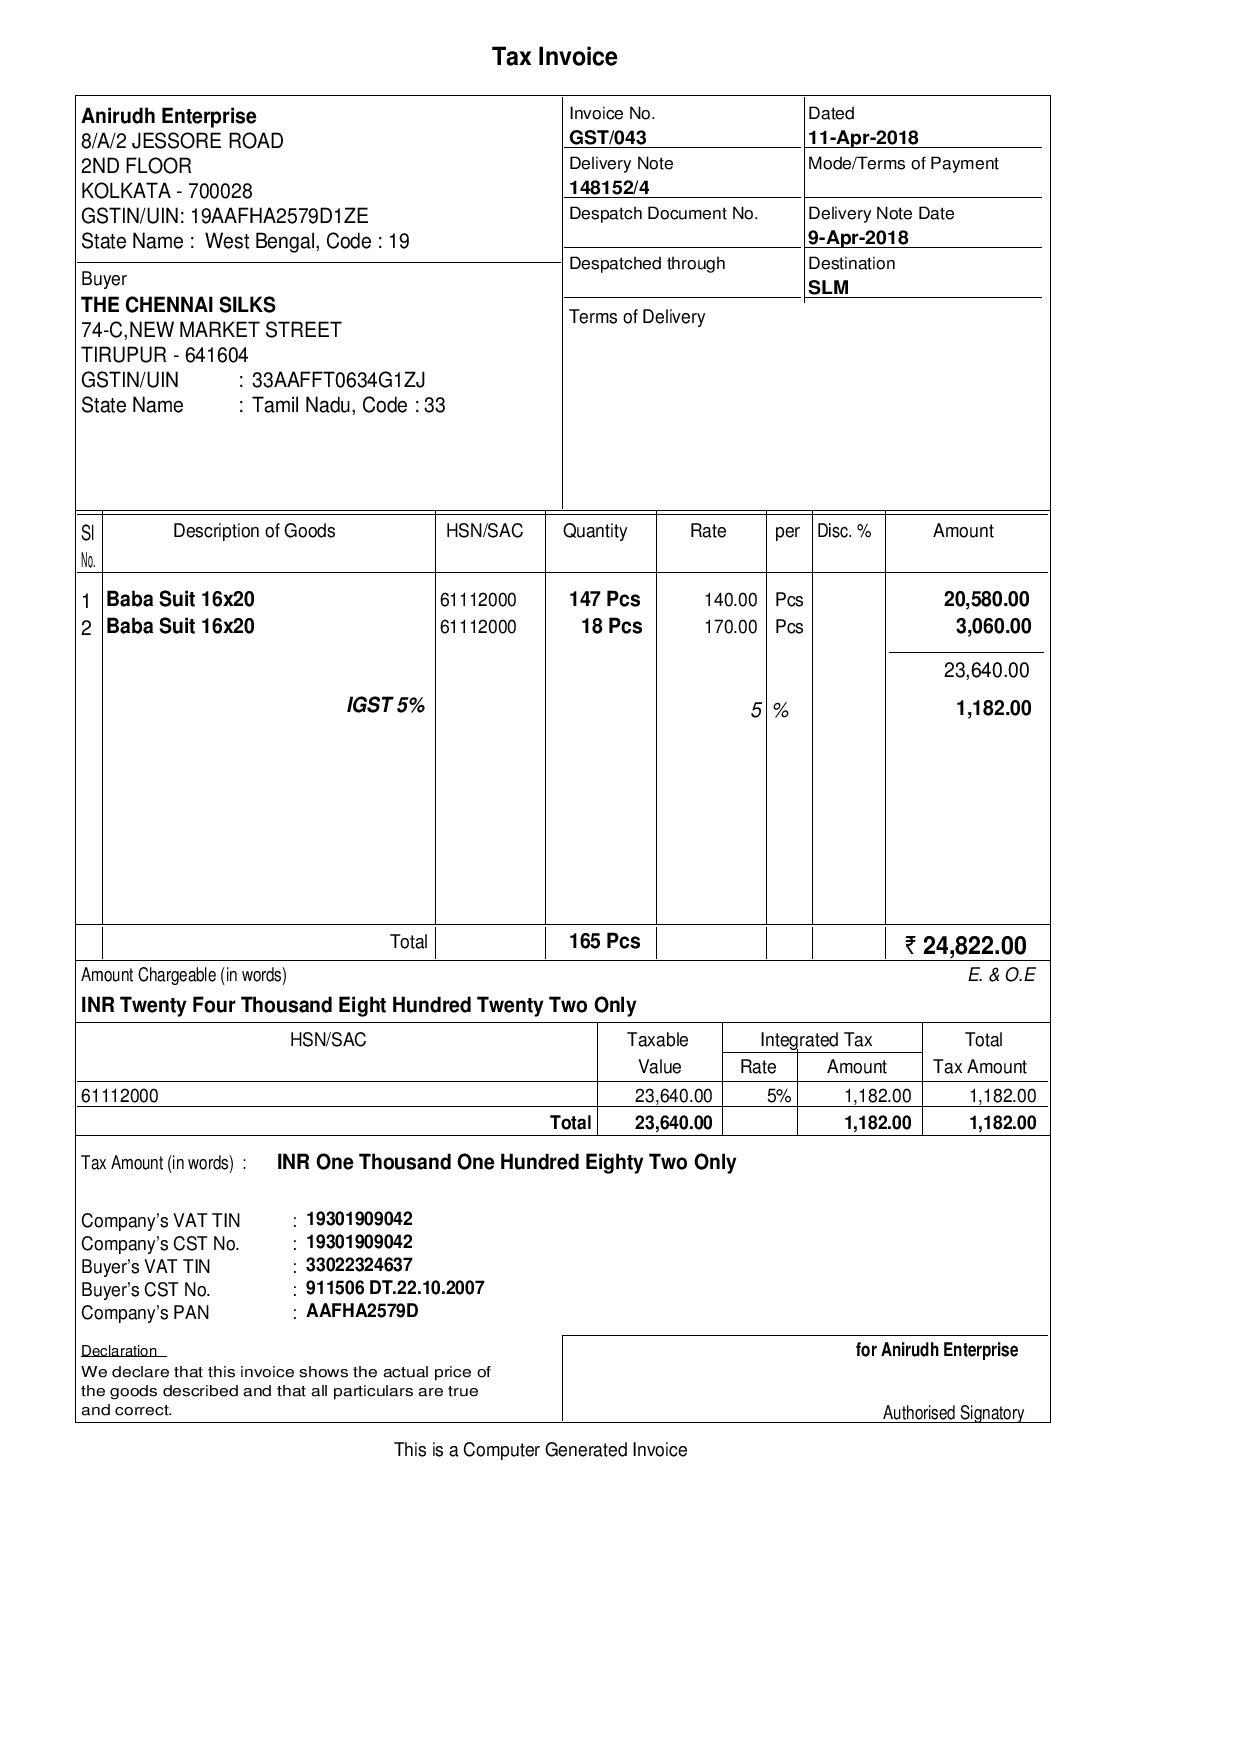 Tax Invoice
Anirudh Enterprise
8/A/2 JESSORE ROAD
2ND FLOOR
KOLKATA - 700028
GSTIN/UIN: 19AAFHA2579D1ZE
State Name : West Bengal, Code : 19
Buyer
THE CHENNAI SILKS
74-C,NEW MARKET STREET
TIRUPUR - 641604
GSTIN/UIN : 33AAFFT0634G1ZJ
State Name : Tamil Nadu, Code : 33
Invoice No. Dated
GST/043 11-Apr-2018
Delivery Note Mode/Terms of Payment
148152/4
Despatch Document No. Delivery Note Date
9-Apr-2018
Despatched through Destination
SLM
Terms of Delivery
Sl Description of Goods HSN/SAC Quantity Rate per Disc. % Amount
No.
1 Baba Suit 16x20 61112000 147 Pcs 140.00 Pcs 20,580.00
2 Baba Suit 16x20 61112000 18 Pcs 170.00 Pcs 3,060.00
23,640.00
IGST 5% 5 % 1,182.00
Total 165 Pcs ₹ 24,822.00
Amount Chargeable (in words) E. & O.E
INR Twenty Four Thousand Eight Hundred Twenty Two Only
HSN/SAC Taxable Integrated Tax Total
Value Rate Amount Tax Amount
61112000 23,640.00 5% 1,182.00 1,182.00
Total 23,640.00 1,182.00 1,182.00
Tax Amount (in words) : INR One Thousand One Hundred Eighty Two Only
Company's VAT TIN : 19301909042
Company's CST No. : 19301909042
Buyer's VAT TIN : 33022324637
Buyer's CST No. : 911506 DT.22.10.2007
Company's PAN : AAFHA2579D
Declaration
We declare that this invoice shows the actual price of
the goods described and that all particulars are true
and correct.
for Anirudh Enterprise
Authorised Signatory
This is a Computer Generated Invoice